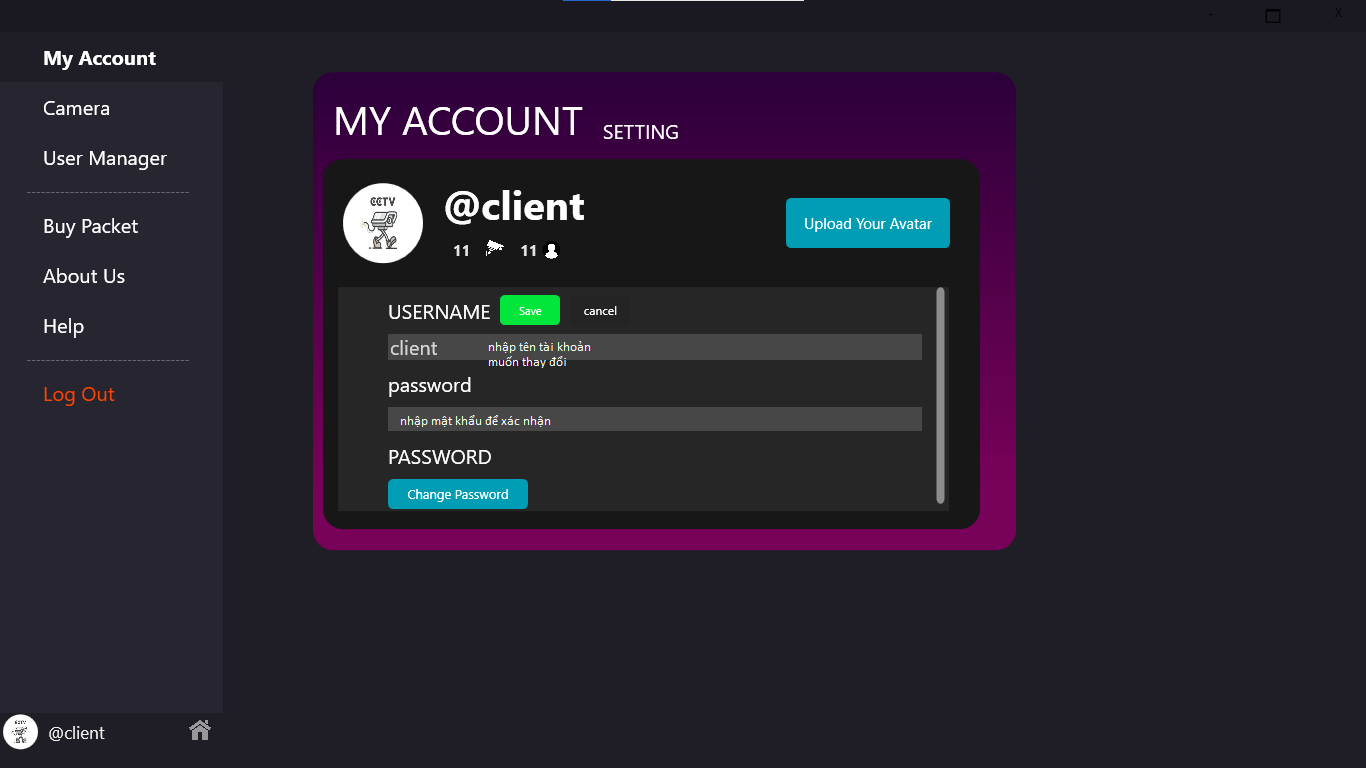 - X
My Account
Camera
User Manager
Buy Packet
About Us
Help
Log Out
@client
MY ACCOUNT SETTING
CCTV
@client
11 11
Upload Your Avatar
USERNAME Save cancel
client
nhập tên tài khoản
muốn thay đổi
password
nhập mật khẩu để xác nhận
PASSWORD
Change Password